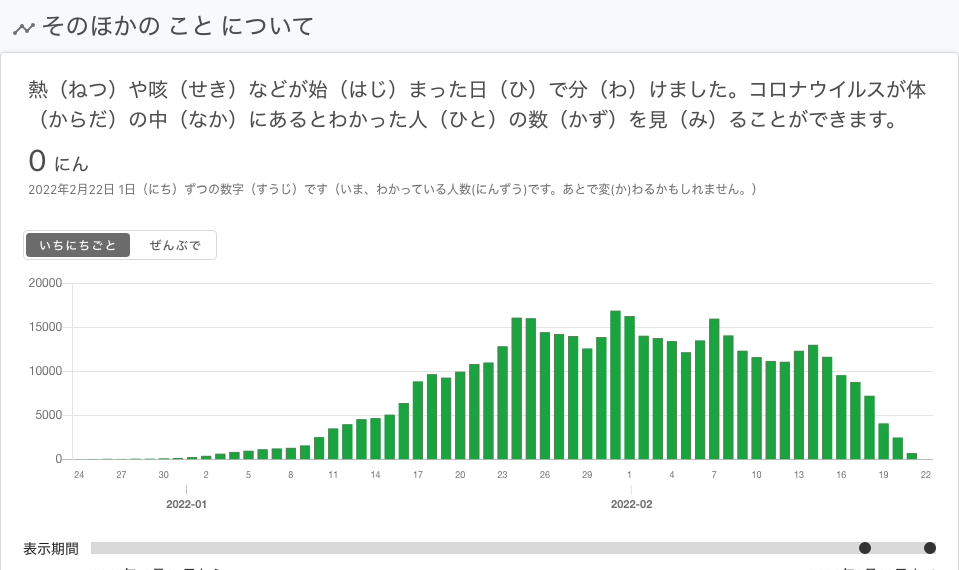 そのほかの こと について
熱（ねつ）や咳（せき）などが始（はじ）まった日（ひ）で分（わ）けました。コロナウイルスが体
（からだ）の中（なか）にあるとわかった人（ひと）の数（かず）を見（み）ることができます。
0 にん
2022年2月22日 1日（にち）ずつの数字（すうじ）です（いま、わかっている人数(にんずう)です。あとで変(か)わるかもしれません。）
いちにちごと ぜんぶで
20000
15000
10000
5000
0
24 27 30 2 5 8 11 14 17 20 23 26 29 1 4 7 10 13 16 19 22
2022-01 2022-02
表示期間